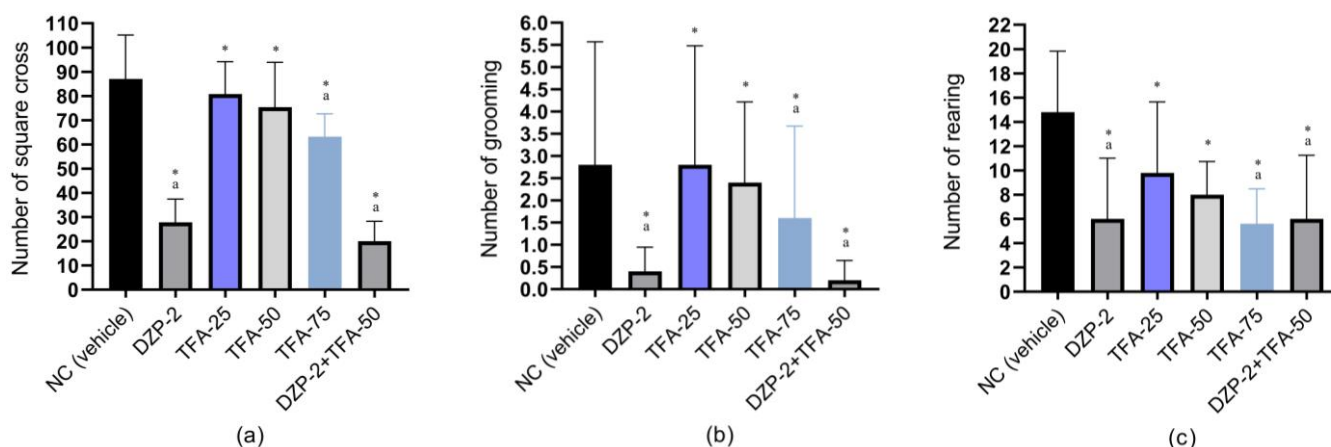 Number of square cross
110
100
90
80
70
60
50
40
30
20
10
0
*
a
*
*
*
a
*
a
NC (vehicle)
DZP-2
TFA-25
TFA-50
TFA-75
DZP-2+TFA-50
(a)
Number of grooming
6.0
5.5
5.0
4.5
4.0
3.5
3.0
2.5
2.0
1.5
1.0
0.5
0.0
*
a
*
*
*
a
*
a
NC (vehicle)
DZP-2
TFA-25
TFA-50
TFA-75
DZP-2+TFA-50
(b)
Number of rearing
22
20
18
16
14
12
10
8
6
4
2
0
*
a
*
*
*
a
*
a
NC (vehicle)
DZP-2
TFA-25
TFA-50
TFA-75
DZP-2+TFA-50
(c)